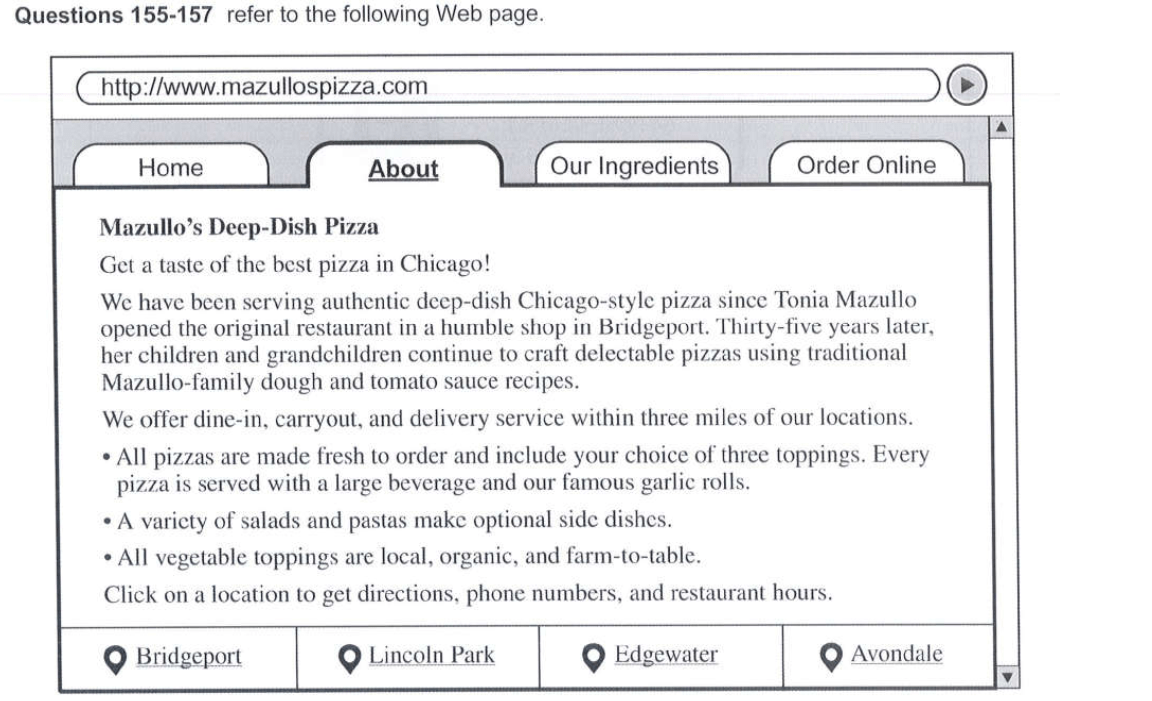 Questions 155-157 refer to the following Web page.
http://www.mazullospizza.com
Home
About
Our Ingredients
Order Online
Mazullo's Deep-Dish Pizza
Get a taste of the best pizza in Chicago!
We have been serving authentic deep-dish Chicago-style pizza since Tonia Mazullo
opened the original restaurant in a humble shop in Bridgeport. Thirty-five years later,
her children and grandchildren continue to craft delectable pizzas using traditional
Mazullo-family dough and tomato sauce recipes.
We offer dine-in, carryout, and delivery service within three miles of our locations.
• All pizzas are made fresh to order and include your choice of three toppings. Every
pizza is served with a large beverage and our famous garlic rolls.
• A variety of salads and pastas make optional side dishes.
• All vegetable toppings are local, organic, and farm-to-table.
Click on a location to get directions, phone numbers, and restaurant hours.
Bridgeport
Lincoln Park
Edgewater
Avondale